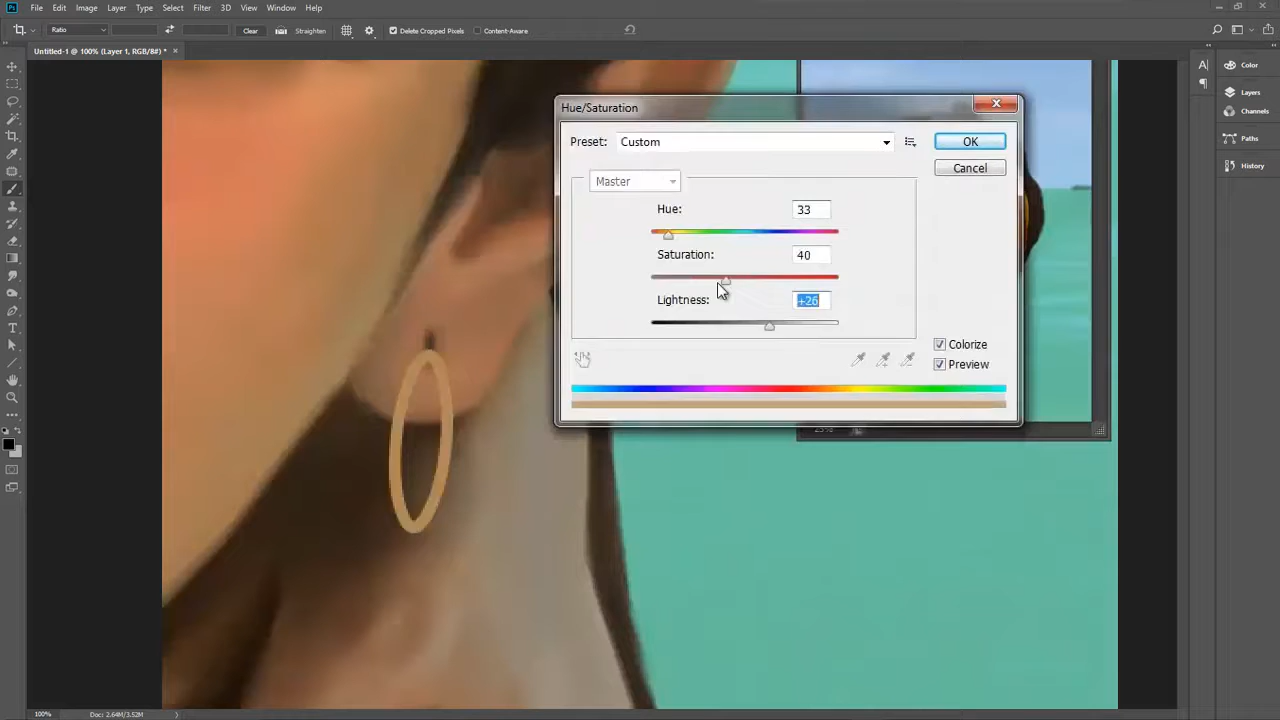 Ps File Edit Image Layer Type Select Filter 3D View Window Help
Ratio Clear Straighten Delete Cropped Pixels Content-Aware
Untitled-1 @ 100% (Layer 1, RGB/8#) * ×
Hue/Saturation
Preset: Custom OK
Cancel
Master
Hue: 33
Saturation: 40
Lightness: +26
Colorize
Preview
A| Color
Layers
Channels
Paths
History
100% Doc: 2.64M/3.52M